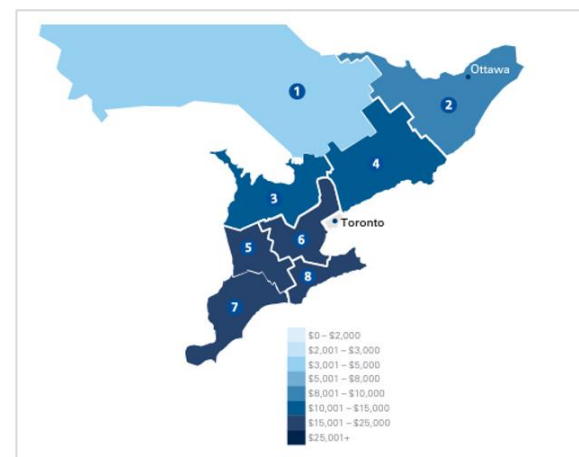 Ottawa
1
2
4
3
Toronto
6
5
8
7
$0 – $2,000
$2,001 – $3,000
$3,001 – $5,000
$5,001 – $8,000
$8,001 – $10,000
$10,001 – $15,000
$15,001 – $25,000
$25,001+